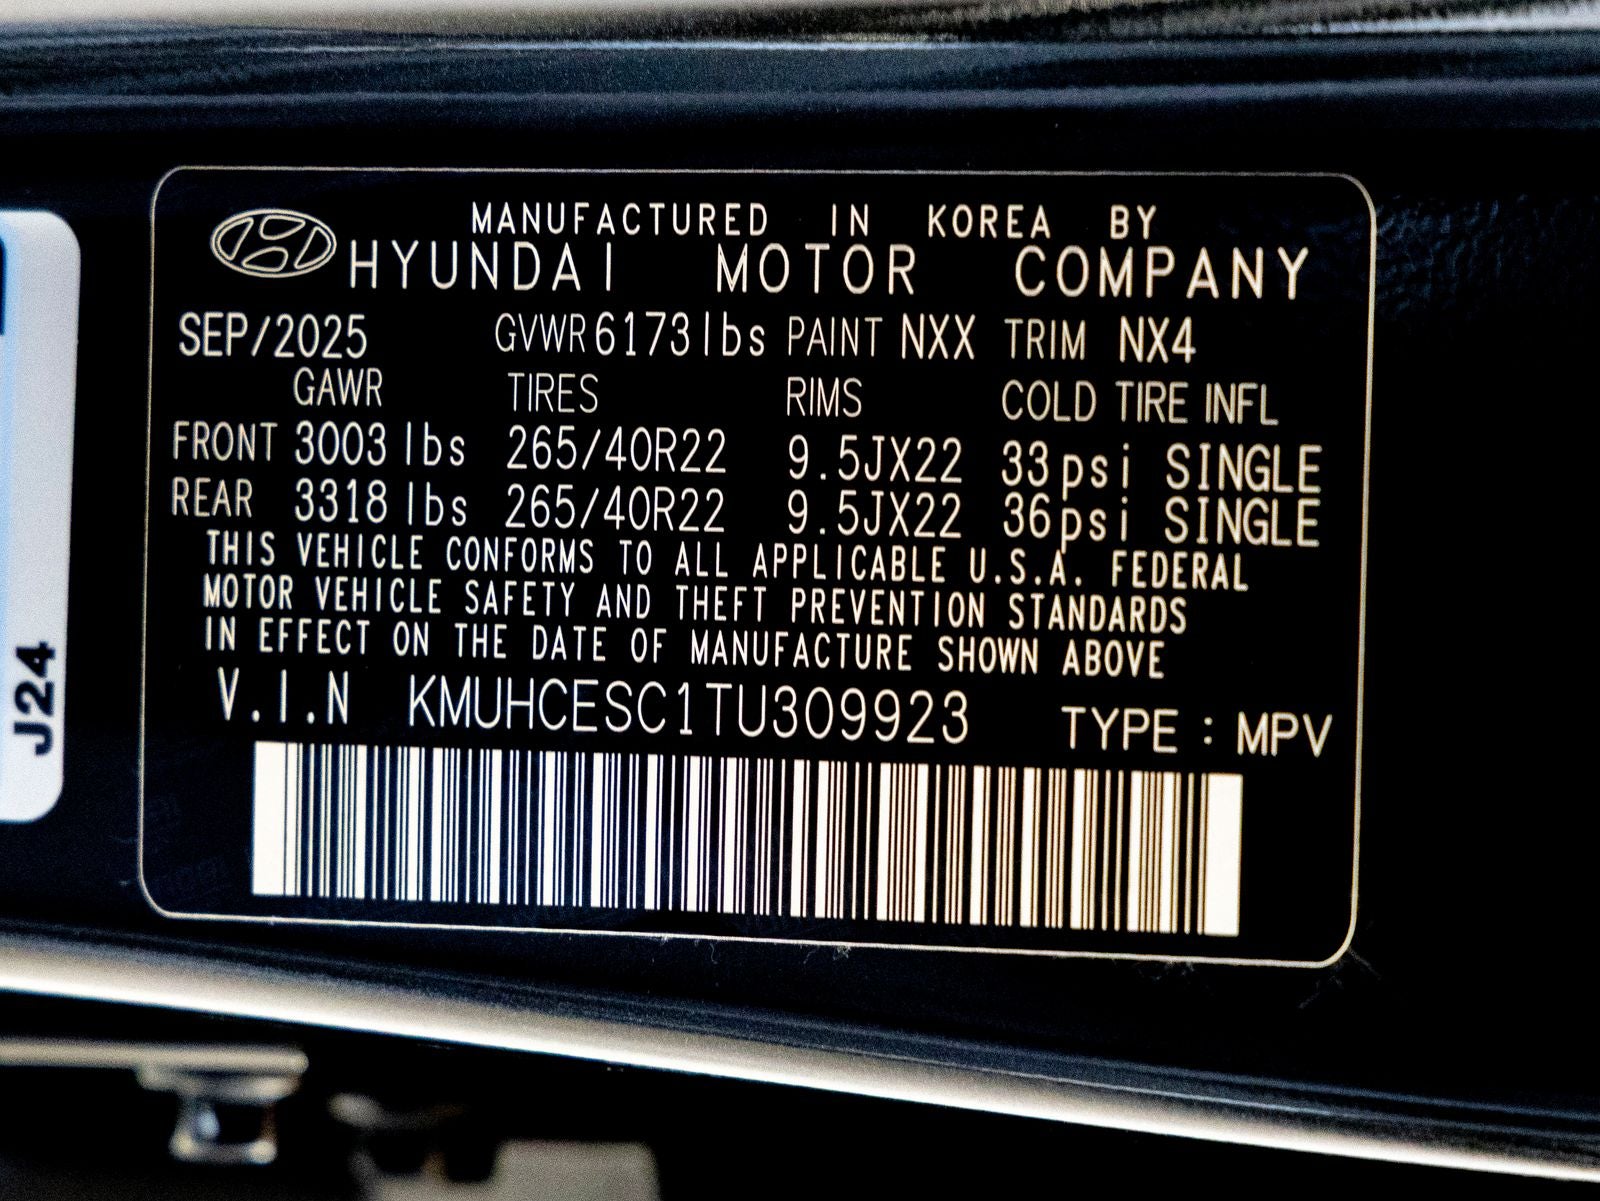 MANUFACTURED IN KOREA BY
HYUNDAI MOTOR COMPANY
SEP/2025 GVWR 6173lbs PAINT NXX TRIM NX4
GAWR TIRES RIMS COLD TIRE INFL
FRONT 3003 lbs 265/40R22 9.5JX22 33psi SINGLE
REAR 3318 lbs 265/40R22 9.5JX22 36psi SINGLE
THIS VEHICLE CONFORMS TO ALL APPLICABLE U.S.A. FEDERAL
MOTOR VEHICLE SAFETY AND THEFT PREVENTION STANDARDS
IN EFFECT ON THE DATE OF MANUFACTURE SHOWN ABOVE
V.I.N KMUHCESC1TU309923 TYPE : MPV
J24